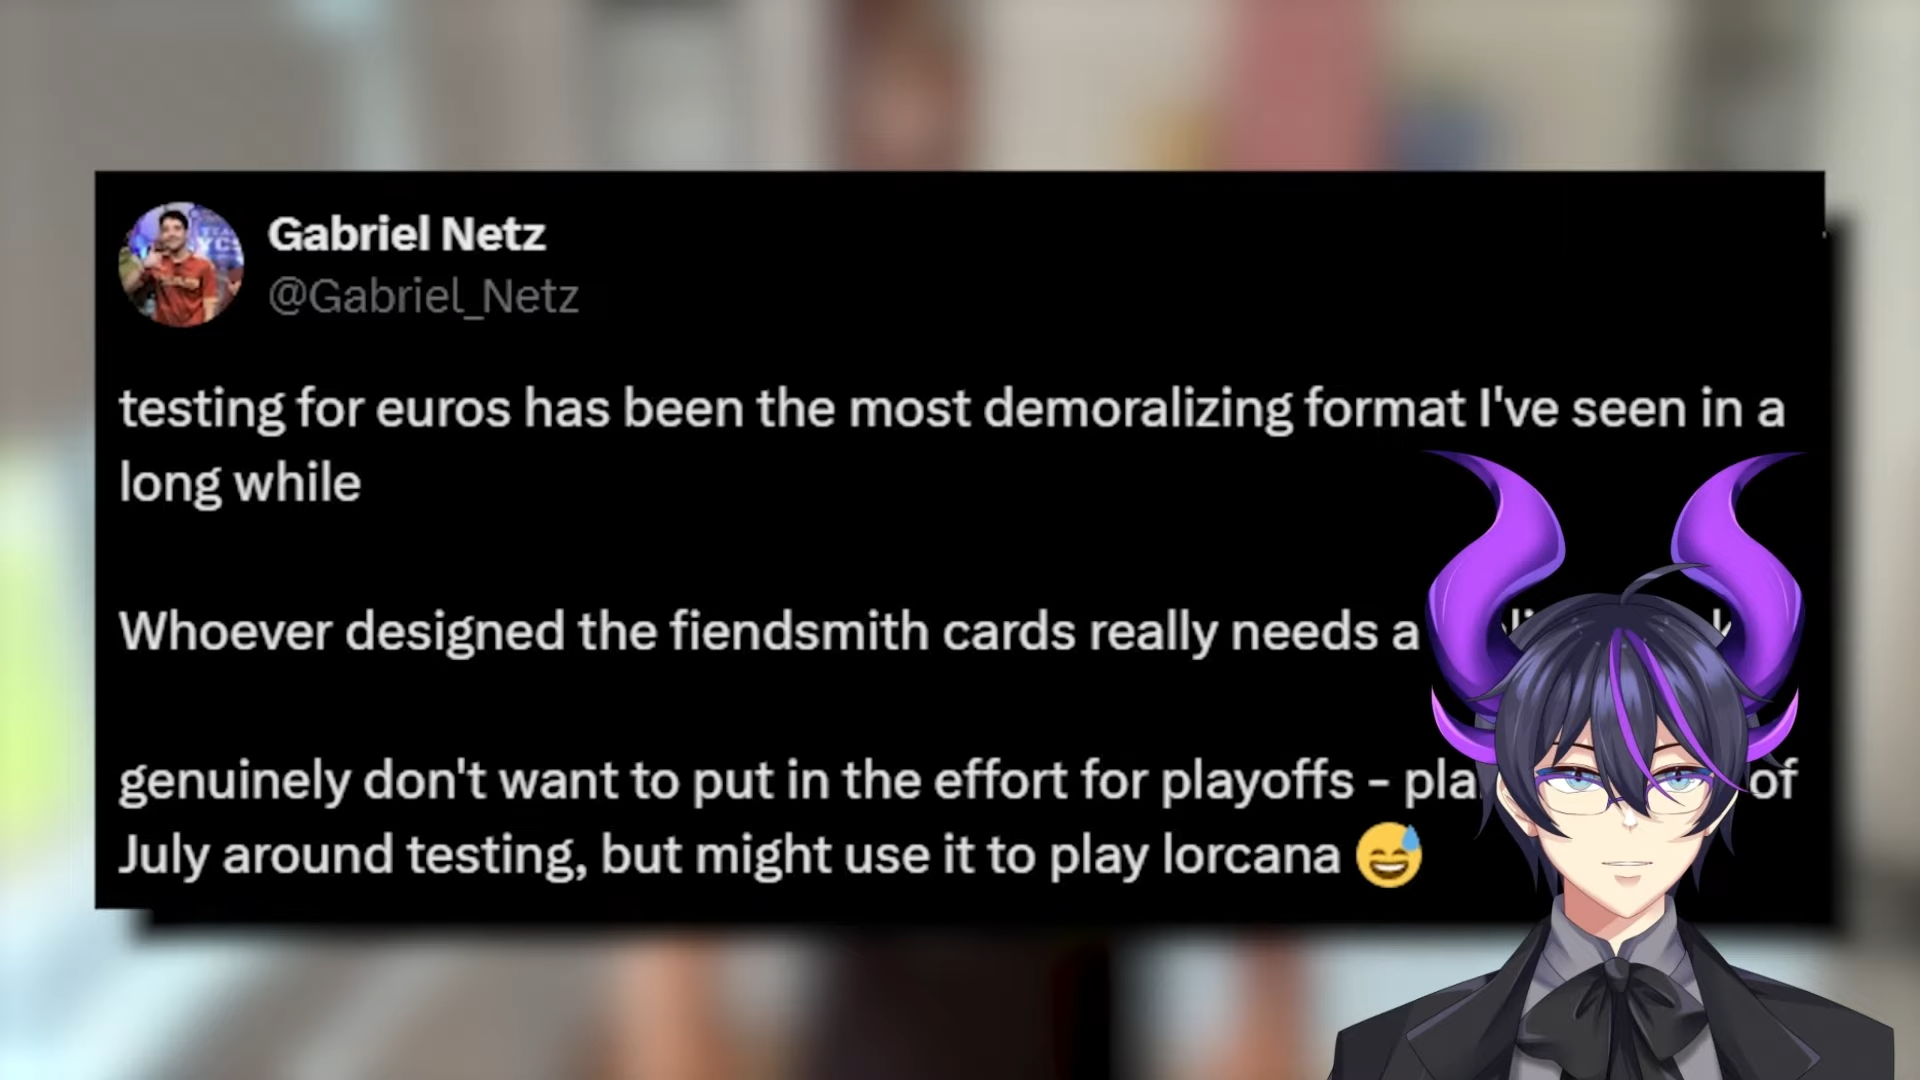 Gabriel Netz
@Gabriel_Netz
testing for euros has been the most demoralizing format I've seen in a
long while
Whoever designed the fiendsmith cards really needs a
genuinely don't want to put in the effort for playoffs - of
July around testing, but might use it to play lorcana 😅